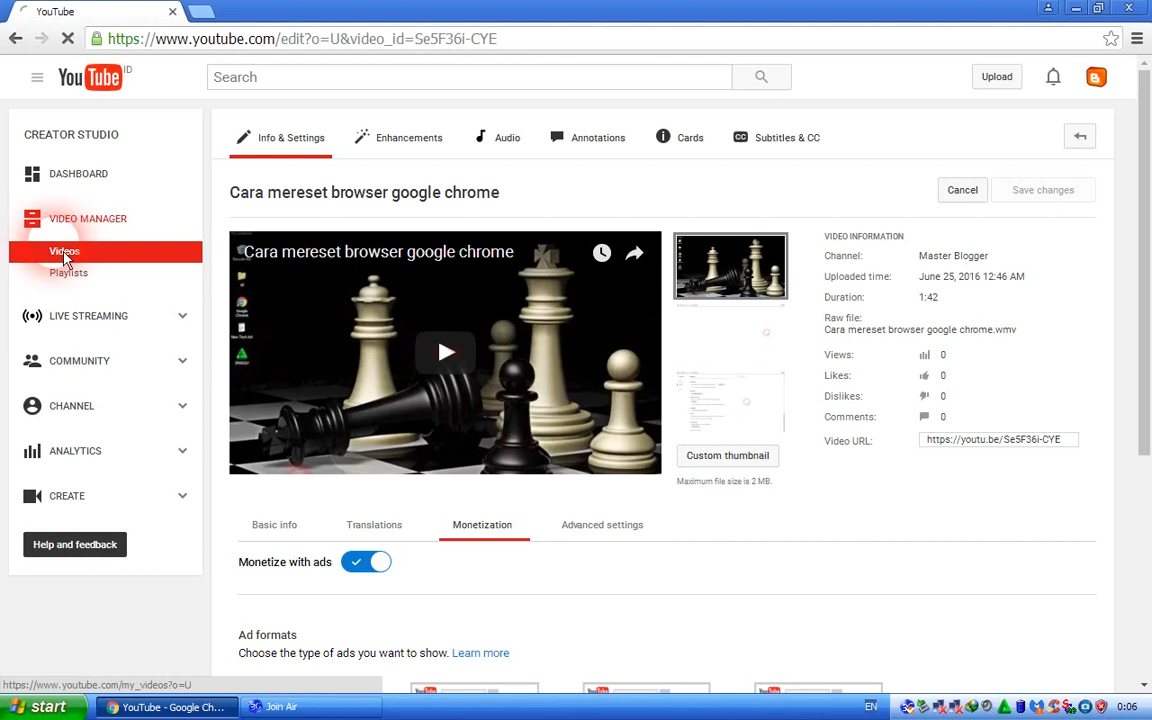 YouTube
https://www.youtube.com/edit?o=U&video_id=Se5F36i-CYE
YouTube ID
Search
Upload
CREATOR STUDIO
DASHBOARD
VIDEO MANAGER
Videos
Playlists
LIVE STREAMING
COMMUNITY
CHANNEL
ANALYTICS
CREATE
Help and feedback
Info & Settings
Enhancements
Audio
Annotations
Cards
CC Subtitles & CC
Cara mereset browser google chrome
Cancel
Save changes
Cara mereset browser google chrome
Custom thumbnail
Maximum file size is 2 MB.
VIDEO INFORMATION
Channel: Master Blogger
Uploaded time: June 25, 2016 12:46 AM
Duration: 1:42
Raw file:
Cara mereset browser google chrome.wmv
Views: 0
Likes: 0
Dislikes: 0
Comments: 0
Video URL: https://youtu.be/Se5F36i-CYE
Basic info
Translations
Monetization
Advanced settings
Monetize with ads
Ad formats
Choose the type of ads you want to show. Learn more
https://www.youtube.com/my_videos?o=U
start
YouTube - Google Ch...
Join Air
EN
0:06